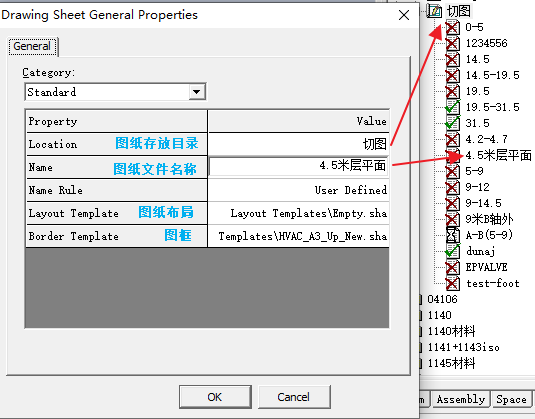 Drawing Sheet General Properties
General
Category:
Standard
Property Value
Location 图纸存放目录 切图
Name 图纸文件名称 4.5米层平面
Name Rule User Defined
Layout Template 图纸布局 Layout Templates\Empty.sha
Border Template 图框 Templates\HVAC_A3_Up_New.sha
OK Cancel
切图
0-5
1234556
14.5
14.5-19.5
19.5
19.5-31.5
31.5
4.2-4.7
4.5米层平面
5-9
9-12
9-14.5
9米B轴外
A-B(5-9)
dunaj
EPVALVE
test-foot
04106
1140
1140材料
1141+1143iso
1145材料
Assembly Space